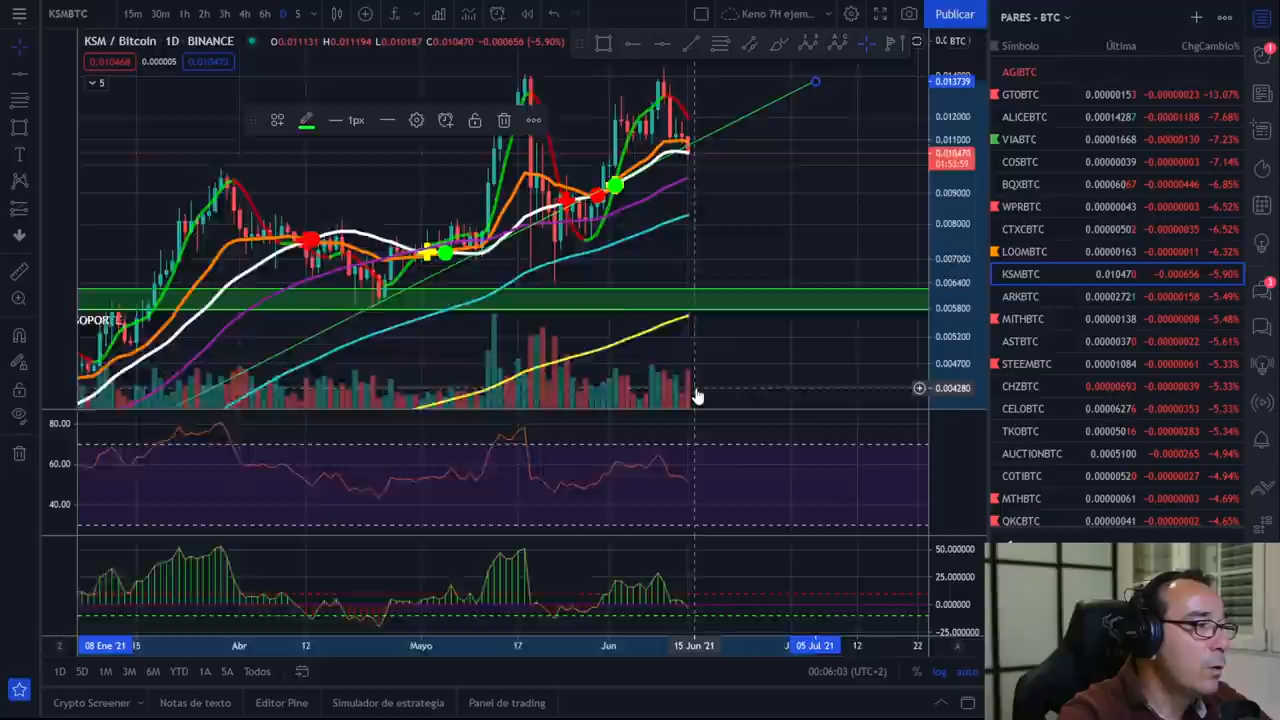 KSMBTC 15m 30m 1h 2h 3h 4h 6h D S Keno 7H ejem... Publicar
KSM / Bitcoin · 1D · BINANCE O0.011131 H0.011194 L0.010187 C0.010470 -0.000656 (-5.90%)
0.010468 0.000005 0.010473
5
1px
BTC
0.013739
0.012000
0.011000
0.010470
01:53:59
0.009000
0.008000
0.007000
0.006400
0.005800
0.005200
0.004700
0.004280
SOPORTE
80.00
60.00
40.00
50.000000
25.000000
0.000000
-25.000000
Z 08 Ene '21 Abr 12 Mayo 17 Jun 15 Jun '21 05 Jul '21 12 22 A
1D 5D 1M 3M 6M YTD 1A 5A Todos 00:06:03 (UTC+2) % log auto
Crypto Screener Notas de texto Editor Pine Simulador de estrategia Panel de trading
PARES - BTC
Símbolo Última Chg Cambio%
AGIBTC
GTOBTC 0.00000153 -0.00000023 -13.07%
ALICEBTC 0.00014287 -0.00001188 -7.68%
VIABTC 0.00001668 -0.00000130 -7.23%
COSBTC 0.00000039 -0.00000003 -7.14%
BQXBTC 0.00006067 -0.00000446 -6.85%
WPRBTC 0.00000043 -0.00000003 -6.52%
CTXCBTC 0.00000502 -0.00000035 -6.52%
LOOMBTC 0.00000163 -0.00000011 -6.32%
KSMBTC 0.010470 -0.000656 -5.90%
ARKBTC 0.00002721 -0.00000158 -5.49%
MITHBTC 0.00000138 -0.00000008 -5.48%
ASTBTC 0.00000370 -0.00000022 -5.61%
STEEMBTC 0.00001084 -0.00000061 -5.33%
CHZBTC 0.00000693 -0.00000039 -5.33%
CELOBTC 0.00006276 -0.00000353 -5.33%
TKOBTC 0.00005016 -0.00000283 -5.34%
AUCTIONBTC 0.0005100 -0.0000265 -4.94%
COTIBTC 0.00000520 -0.00000027 -4.94%
MTHBTC 0.00000061 -0.00000003 -4.69%
QKCBTC 0.00000041 -0.00000002 -4.65%